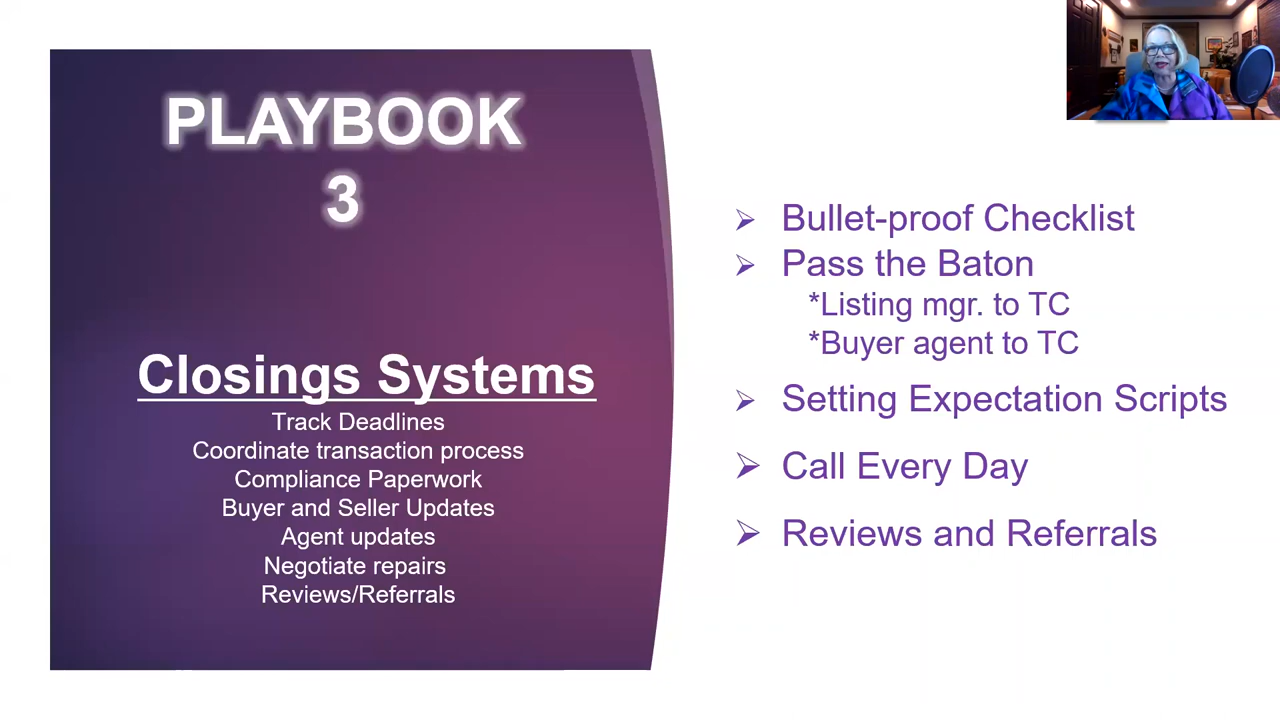 PLAYBOOK
3
Closings Systems
Track Deadlines
Coordinate transaction process
Compliance Paperwork
Buyer and Seller Updates
Agent updates
Negotiate repairs
Reviews/Referrals
Bullet-proof Checklist
Pass the Baton
*Listing mgr. to TC
*Buyer agent to TC
Setting Expectation Scripts
Call Every Day
Reviews and Referrals